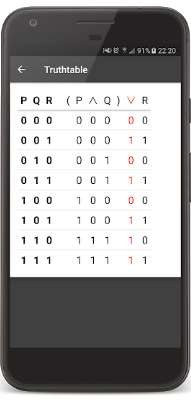 91% 22 20
Truthtable
P Q R ( P ∧ Q ) ∨ R
0 0 0 0 0 0 0 0
0 0 1 0 0 0 1 1
0 1 0 0 0 1 0 0
0 1 1 0 0 1 1 1
1 0 0 1 0 0 0 0
1 0 1 1 0 0 1 1
1 1 0 1 1 1 1 0
1 1 1 1 1 1 1 1